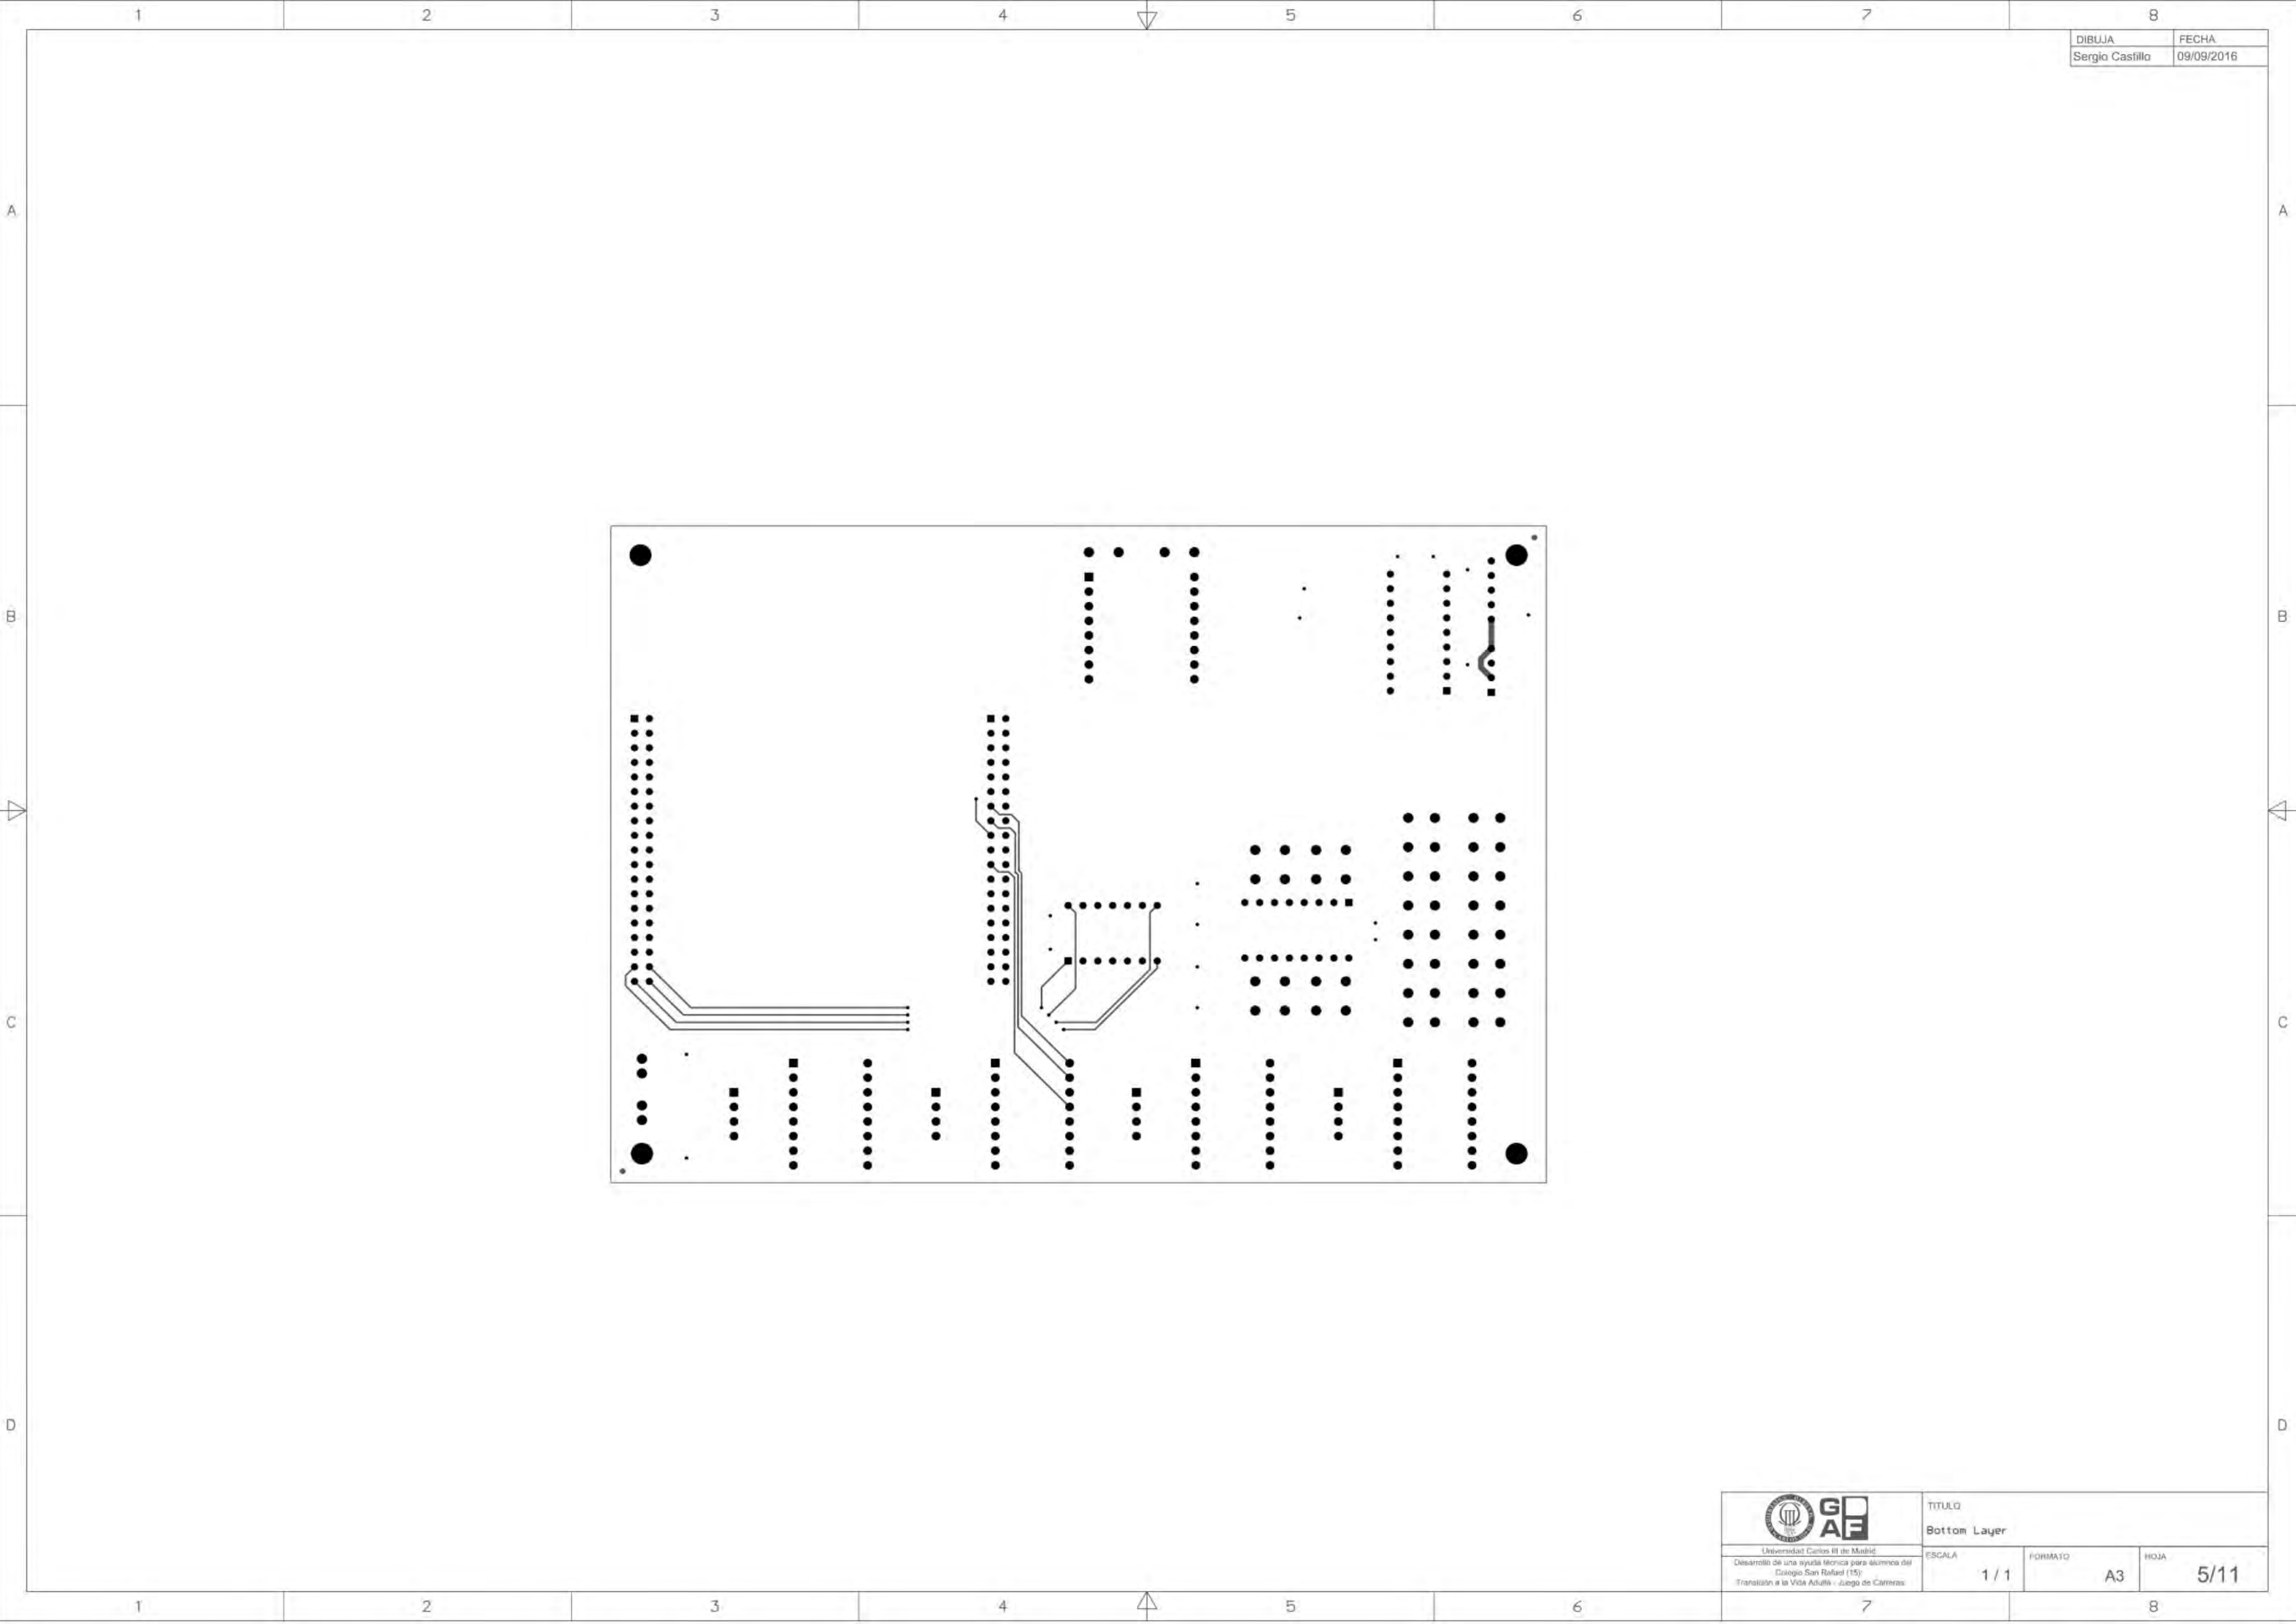 1 2 3 4 5 6 7 8
DIBUJA FECHA
Sergio Castillo 09/09/2016
A A
B B
C C
D D
G
AF
TITULO
Bottom Layer
Universidad Carlos III de Madrid
Desarrollo de una ayuda técnica para alumnos del
Colegio San Rafael (15):
Transición a la Vida Adulta - Juego de Carreras
ESCALA FORMATO HOJA
1 / 1 A3 5/11
1 2 3 4 5 6 7 8